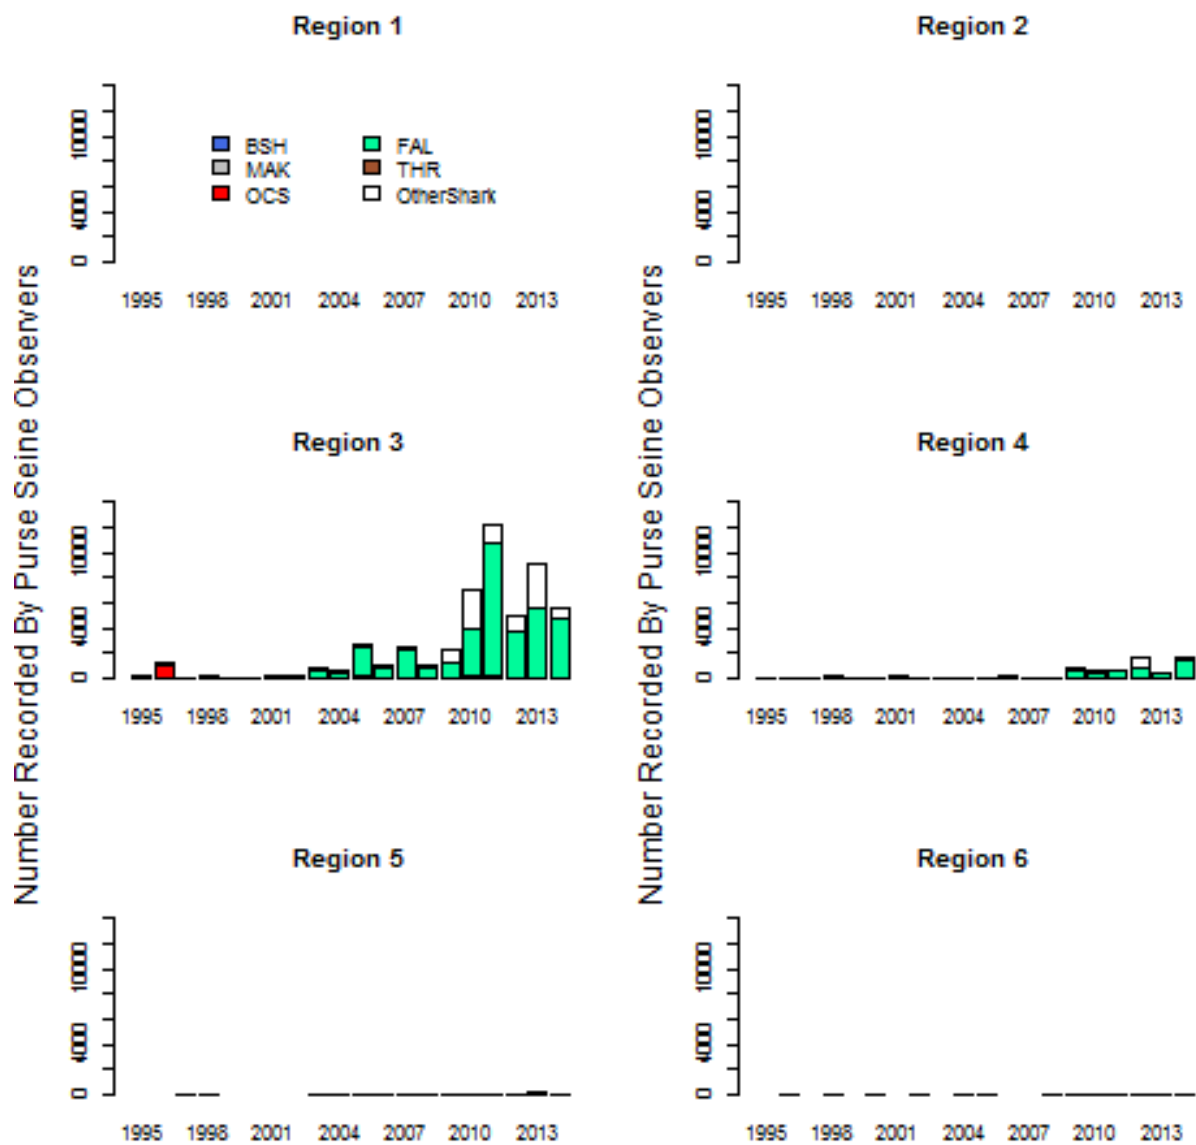 Region 1
Region 2
Number Recorded By Purse Seine Observers
Number Recorded By Purse Seine Observers
0 4000 10000
BSH FAL
MAK THR
OCS OtherShark
1995 1998 2001 2004 2007 2010 2013
0 4000 10000
1995 1998 2001 2004 2007 2010 2013
Region 3
0 4000 10000
1995 1998 2001 2004 2007 2010 2013
Region 4
0 4000 10000
1995 1998 2001 2004 2007 2010 2013
Region 5
0 4000 10000
1995 1998 2001 2004 2007 2010 2013
Region 6
0 4000 10000
1995 1998 2001 2004 2007 2010 2013